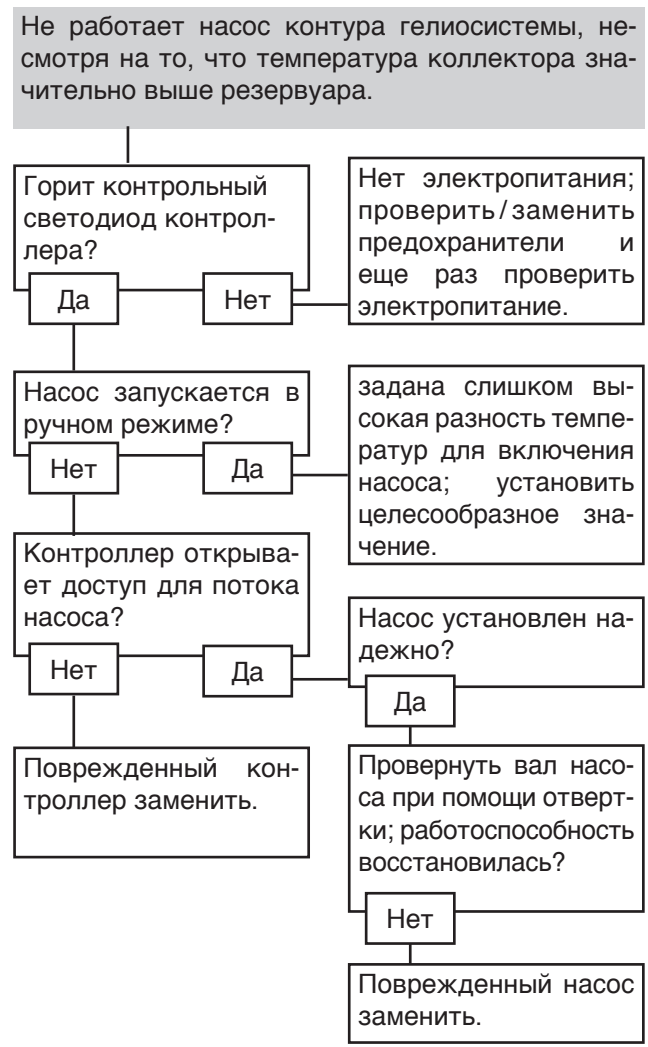 Не работает насос контура гелиосистемы, не-
смотря на то, что температура коллектора зна-
чительно выше резервуара.
Горит контрольный
светодиод контрол-
лера?
Да
Нет
Нет электропитания;
проверить/заменить
предохранители и
еще раз проверить
электропитание.
Насос запускается в
ручном режиме?
Нет
Да
задана слишком вы-
сокая разность темпе-
ратур для включения
насоса; установить
целесообразное зна-
чение.
Контроллер открыва-
ет доступ для потока
насоса?
Нет
Да
Насос установлен на-
дежно?
Да
Поврежденный кон-
троллер заменить.
Провернуть вал насо-
са при помощи отверт-
ки; работоспособность
восстановилась?
Нет
Поврежденный насос
заменить.